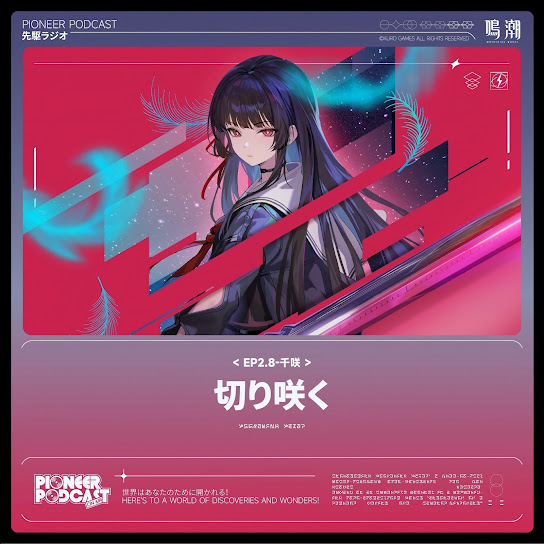 PIONEER PODCAST
先駆ラジオ
©KURO GAMES ALL RIGHTS RESERVED
鳴潮
< EP2.8-千咲 >
切り咲く
PIONEER
PODCAST
世界はあなたのために開かれる!
HERE'S TO A WORLD OF DISCOVERIES AND WONDERS!